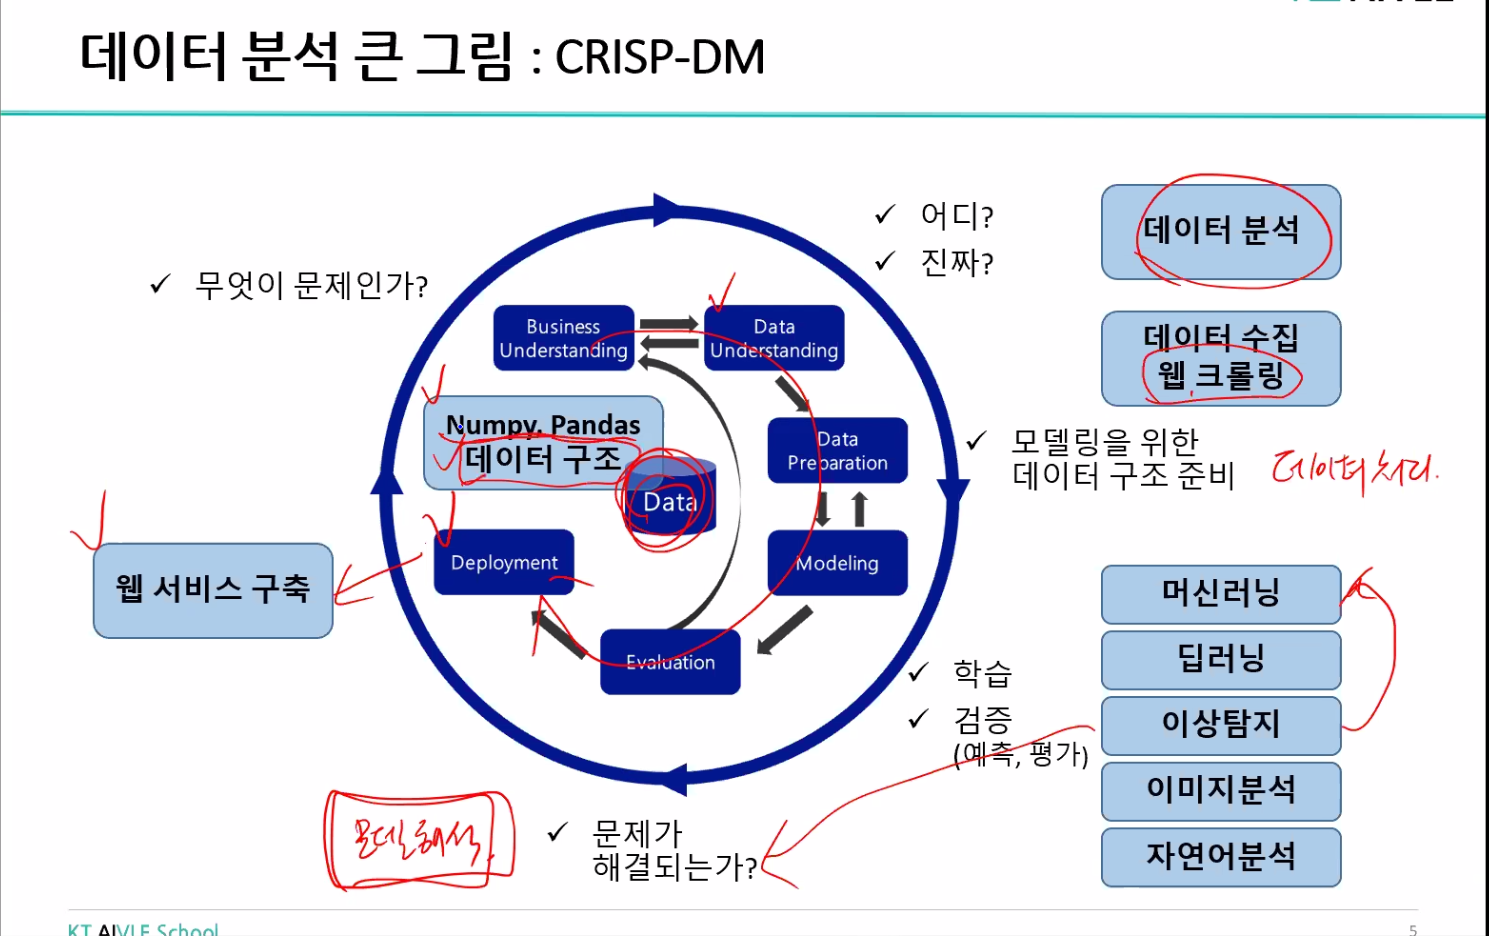 데이터 분석 큰 그림 : CRISP-DM
어디?
진짜?
데이터 분석
무엇이 문제인가?
Business
Understanding
Data
Understanding
데이터 수집
웹 크롤링
Numpy. Pandas
데이터 구조
Data
Data
Preparation
모델링을 위한
데이터 구조 준비
데이터처리.
Deployment
Modeling
웹 서비스 구축
머신러닝
딥러닝
이상탐지
이미지분석
자연어분석
Evaluation
학습
검증
(예측, 평가)
모델해석.
문제가
해결되는가?
KT AIVLE School
5